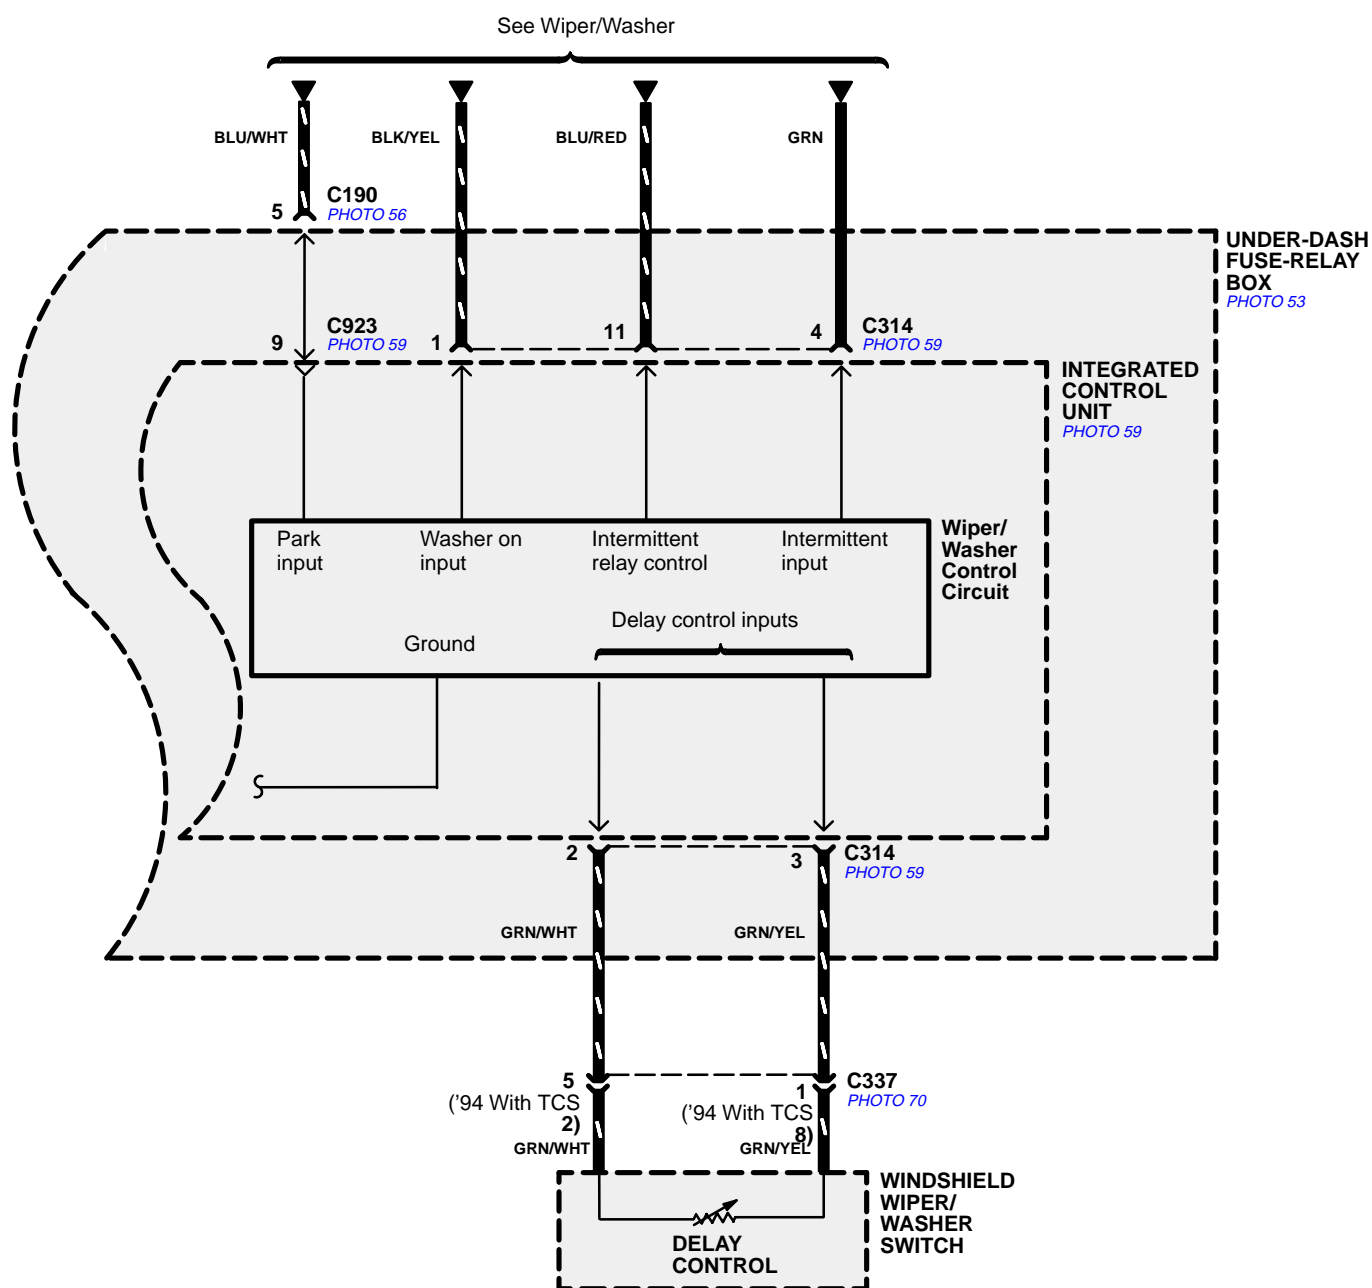 See Wiper/Washer
BLU/WHT
BLK/YEL
BLU/RED
GRN
5
C190
PHOTO 56
UNDER-DASH
FUSE-RELAY
BOX
PHOTO 53
9
C923
PHOTO 59
1
11
4
C314
PHOTO 59
INTEGRATED
CONTROL
UNIT
PHOTO 59
Park
input
Washer on
input
Intermittent
relay control
Intermittent
input
Wiper/
Washer
Control
Circuit
Ground
Delay control inputs
2
3
C314
PHOTO 59
GRN/WHT
GRN/YEL
5
('94 With TCS
2)
1
('94 With TCS
8)
C337
PHOTO 70
GRN/WHT
GRN/YEL
WINDSHIELD
WIPER/
WASHER
SWITCH
DELAY
CONTROL